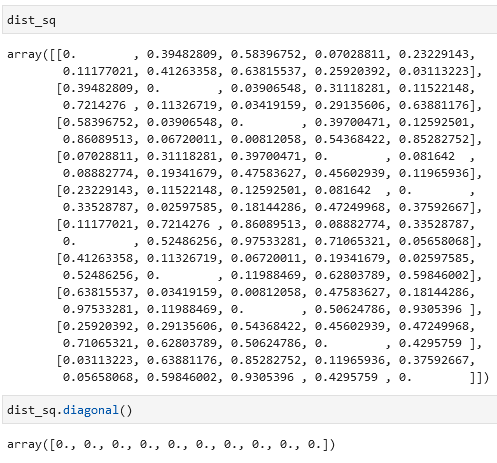 dist_sq
array([[0.        , 0.39482809, 0.58396752, 0.07028811, 0.23229143,
        0.11177021, 0.41263358, 0.63815537, 0.25920392, 0.03113223],
       [0.39482809, 0.        , 0.03906548, 0.31118281, 0.11522148,
        0.7214276 , 0.11326719, 0.03419159, 0.29135606, 0.63881176],
       [0.58396752, 0.03906548, 0.        , 0.39700471, 0.12592501,
        0.86089513, 0.06720011, 0.00812058, 0.54368422, 0.85282752],
       [0.07028811, 0.31118281, 0.39700471, 0.        , 0.081642  ,
        0.08882774, 0.19341679, 0.47583627, 0.45602939, 0.11965936],
       [0.23229143, 0.11522148, 0.12592501, 0.081642  , 0.        ,
        0.33528787, 0.02597585, 0.18144286, 0.47249968, 0.37592667],
       [0.11177021, 0.7214276 , 0.86089513, 0.08882774, 0.33528787,
        0.        , 0.52486256, 0.97533281, 0.71065321, 0.05658068],
       [0.41263358, 0.11326719, 0.06720011, 0.19341679, 0.02597585,
        0.52486256, 0.        , 0.11988469, 0.62803789, 0.59846002],
       [0.63815537, 0.03419159, 0.00812058, 0.47583627, 0.18144286,
        0.97533281, 0.11988469, 0.        , 0.50624786, 0.9305396 ],
       [0.25920392, 0.29135606, 0.54368422, 0.45602939, 0.47249968,
        0.71065321, 0.62803789, 0.50624786, 0.        , 0.4295759 ],
       [0.03113223, 0.63881176, 0.85282752, 0.11965936, 0.37592667,
        0.05658068, 0.59846002, 0.9305396 , 0.4295759 , 0.        ]])
dist_sq.diagonal()
array([0., 0., 0., 0., 0., 0., 0., 0., 0., 0.])